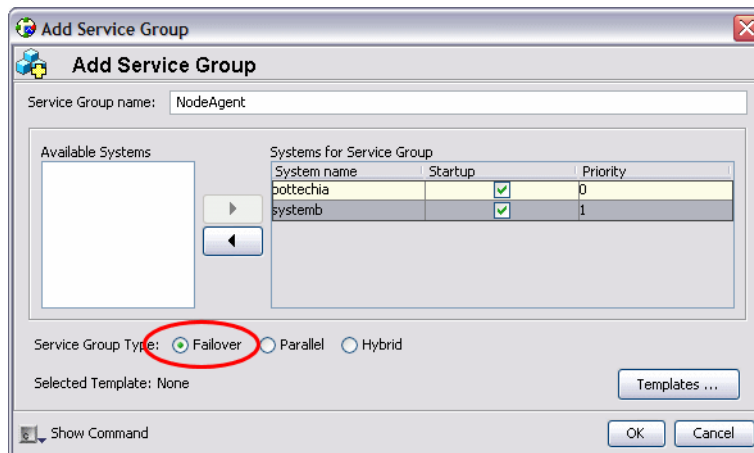 Add Service Group
Add Service Group
Service Group name: NodeAgent
Available Systems
Systems for Service Group
System name Startup Priority
bottechia 0
systemb 1
Service Group Type: Failover Parallel Hybrid
Selected Template: None
Templates ...
Show Command
OK Cancel